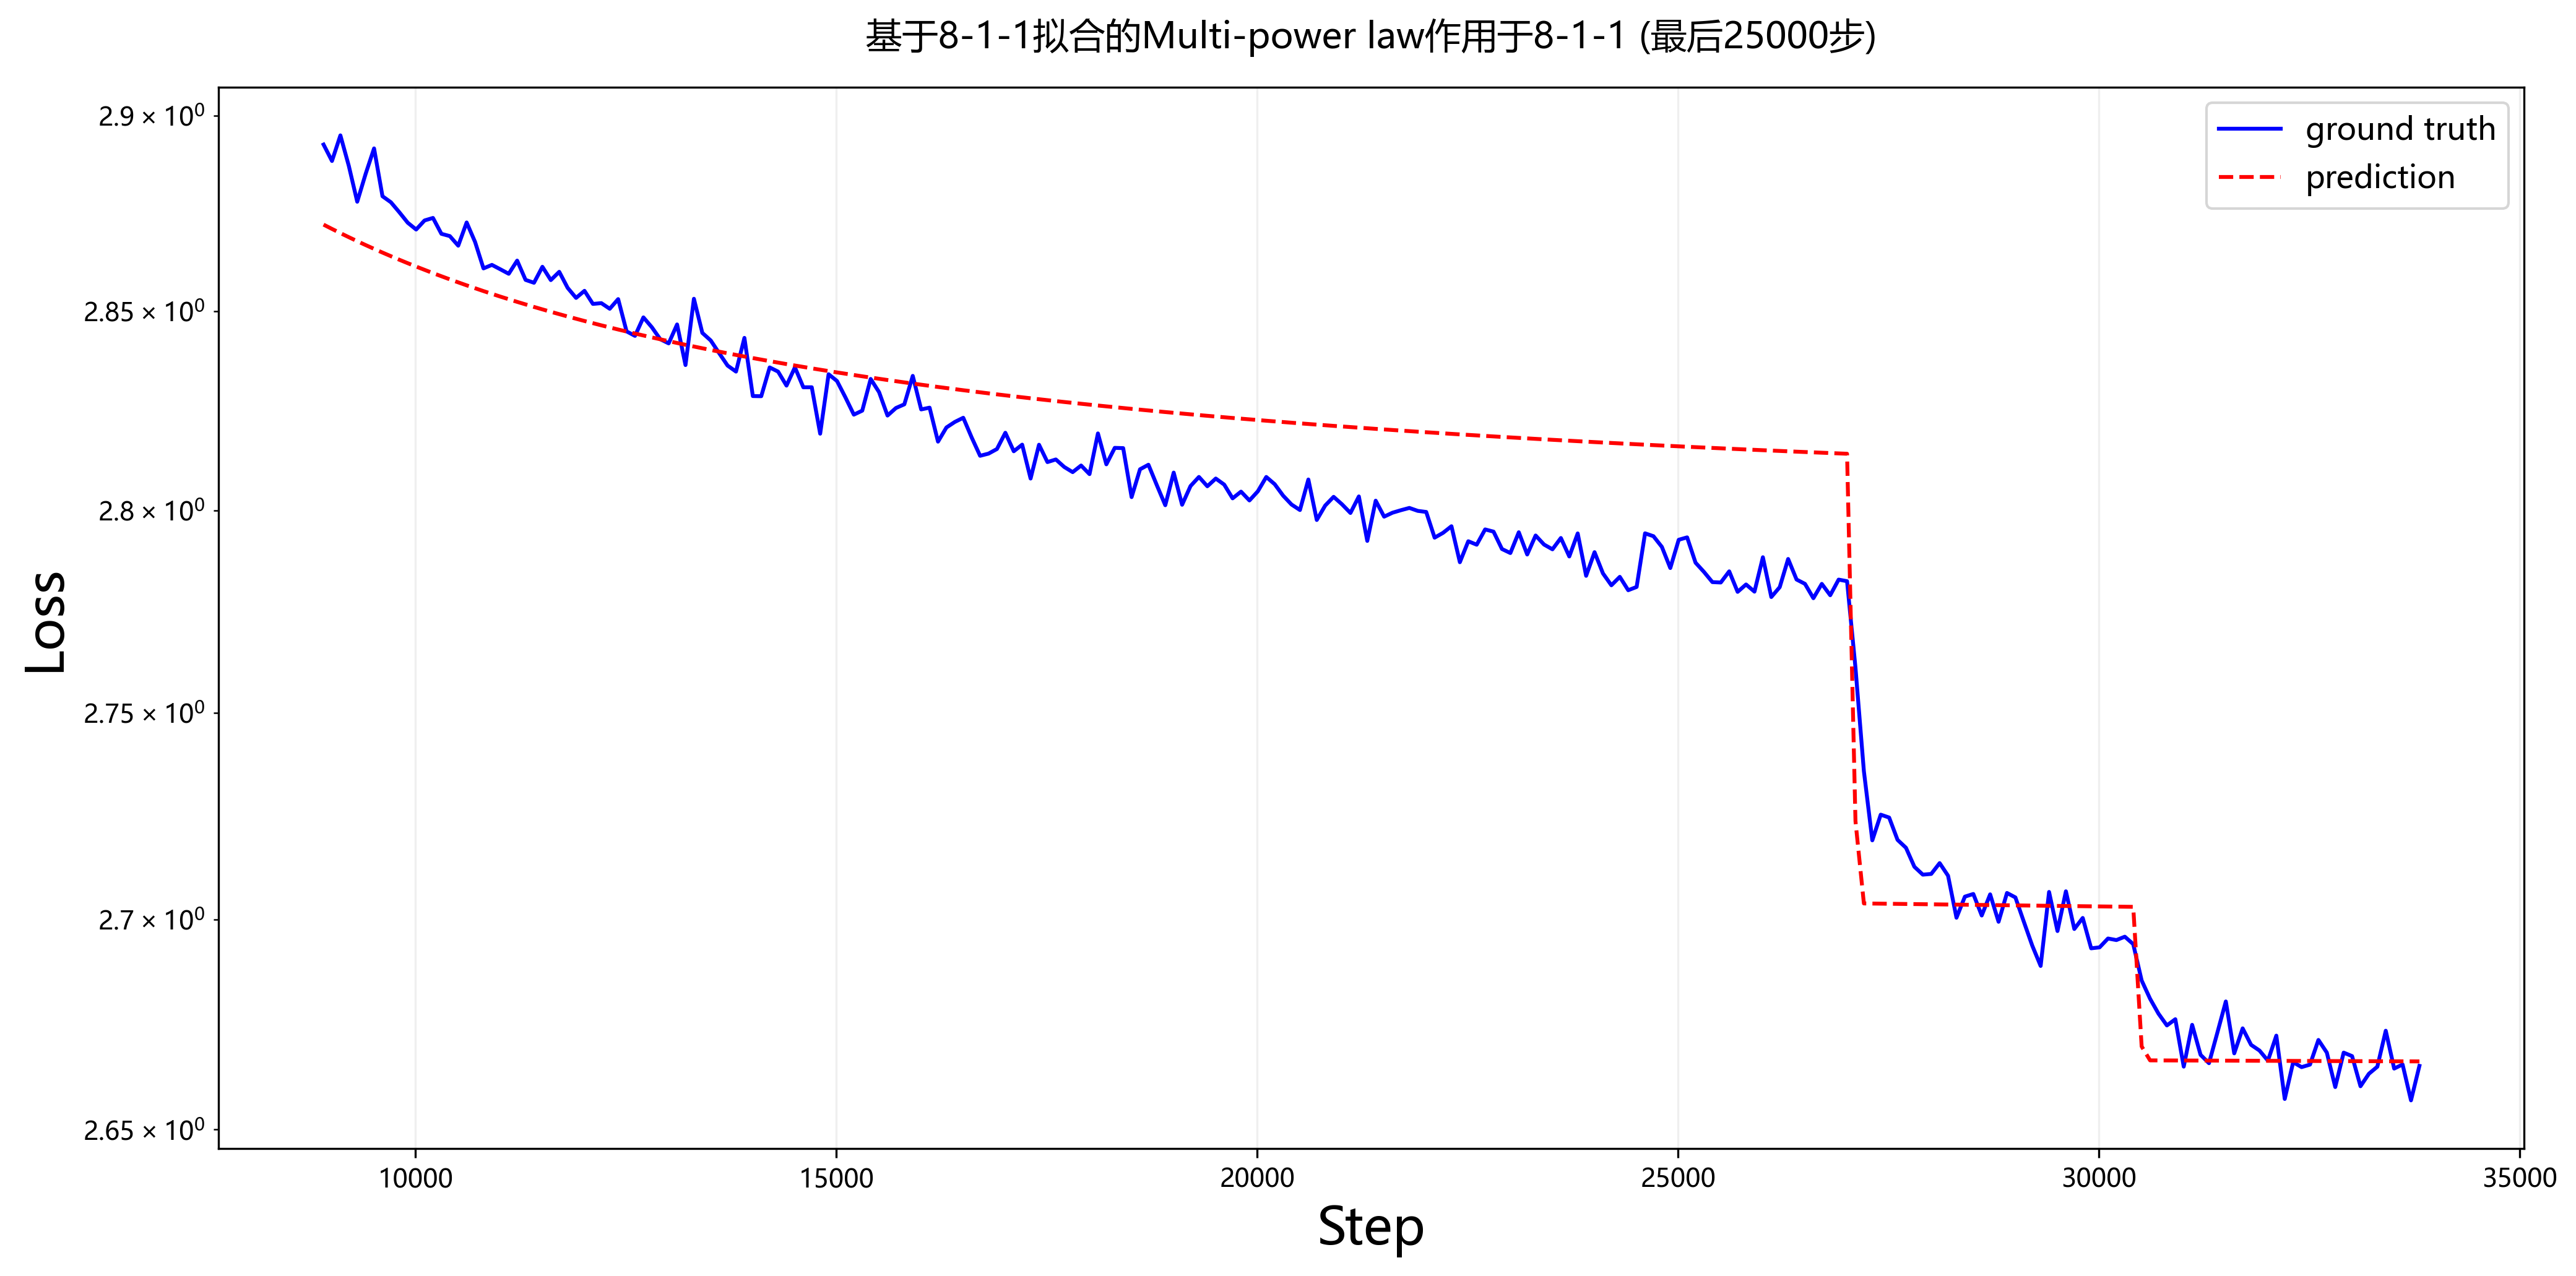 基于8-1-1拟合的Multi-power law作用于8-1-1 (最后25000步)
ground truth
prediction
Loss
2.9 × 10⁰
2.85 × 10⁰
2.8 × 10⁰
2.75 × 10⁰
2.7 × 10⁰
2.65 × 10⁰
10000 15000 20000 25000 30000 35000
Step